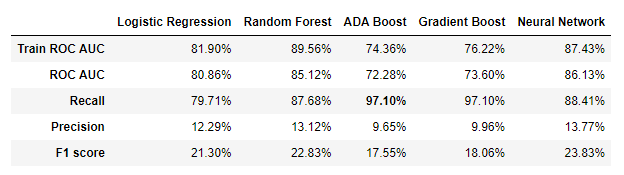 Logistic Regression Random Forest ADA Boost Gradient Boost Neural Network
Train ROC AUC 81.90% 89.56% 74.36% 76.22% 87.43%
ROC AUC 80.86% 85.12% 72.28% 73.60% 86.13%
Recall 79.71% 87.68% 97.10% 97.10% 88.41%
Precision 12.29% 13.12% 9.65% 9.96% 13.77%
F1 score 21.30% 22.83% 17.55% 18.06% 23.83%